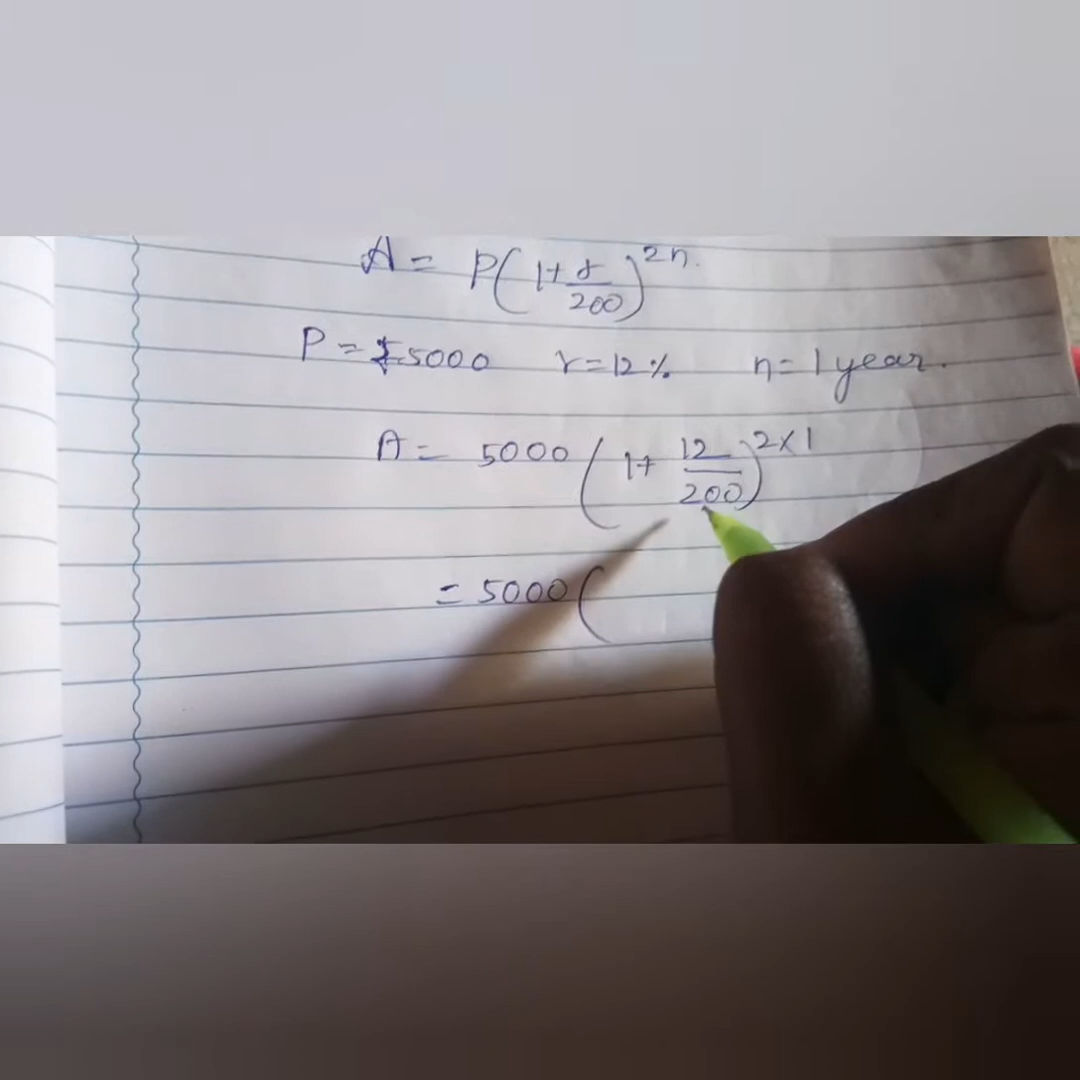 A = P(1+r/200)^2n.
P = ₹5000 r=12% n=1 year.
A = 5000(1+12/200)^2×1
= 5000(